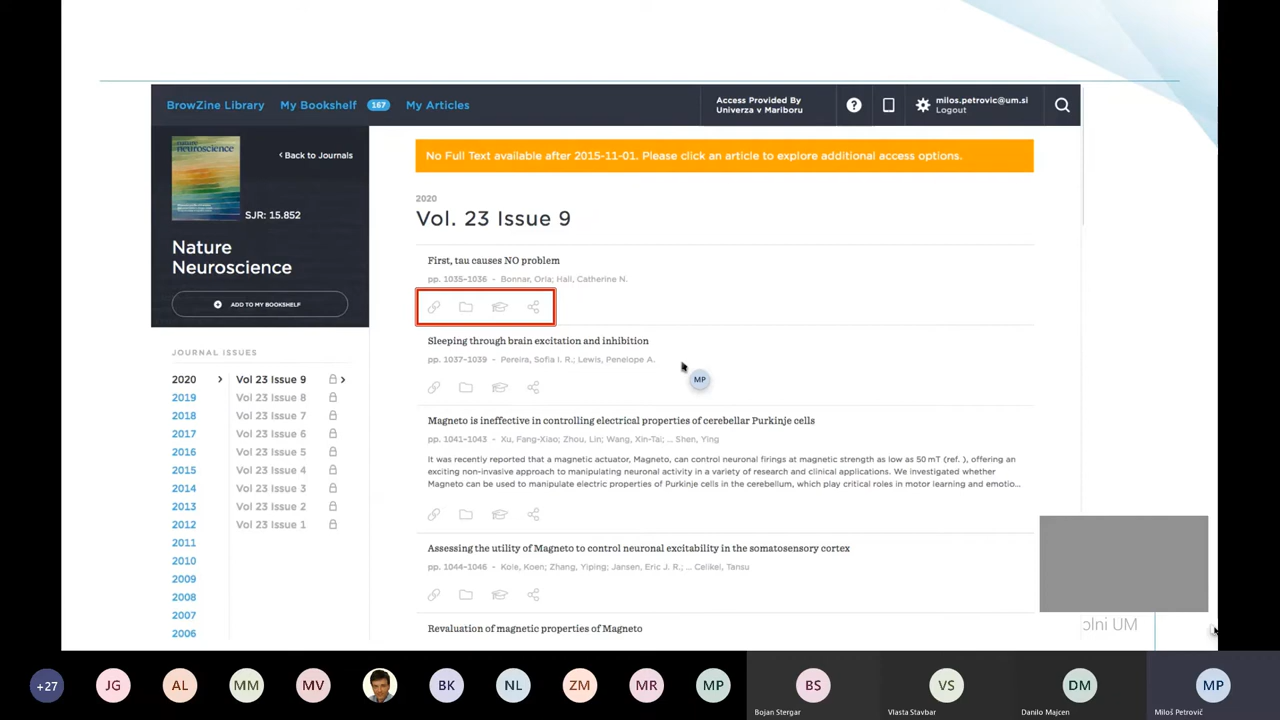 BrowZine Library My Bookshelf 167 My Articles
Access Provided By
Univerza v Mariboru
?
milos.petrovic@um.si
Logout
nature
neuroscience
Back to Journals
SJR: 15.852
Nature
Neuroscience
ADD TO MY BOOKSHELF
JOURNAL ISSUES
2020 Vol 23 Issue 9
2019 Vol 23 Issue 8
2018 Vol 23 Issue 7
2017 Vol 23 Issue 6
2016 Vol 23 Issue 5
2015 Vol 23 Issue 4
2014 Vol 23 Issue 3
2013 Vol 23 Issue 2
2012 Vol 23 Issue 1
2011
2010
2009
2008
2007
2006
No Full Text available after 2015-11-01. Please click an article to explore additional access options.
2020
Vol. 23 Issue 9
First, tau causes NO problem
pp. 1035-1036 - Bonnar, Orla; Hall, Catherine N.
Sleeping through brain excitation and inhibition
pp. 1037-1039 - Pereira, Sofia I. R.; Lewis, Penelope A.
MP
Magneto is ineffective in controlling electrical properties of cerebellar Purkinje cells
pp. 1041-1043 - Xu, Fang-Xiao; Zhou, Lin; Wang, Xin-Tai; ... Shen, Ying
It was recently reported that a magnetic actuator, Magneto, can control neuronal firings at magnetic strength as low as 50 mT (ref. ), offering an
exciting non-invasive approach to manipulating neuronal activity in a variety of research and clinical applications. We investigated whether
Magneto can be used to manipulate electric properties of Purkinje cells in the cerebellum, which play critical roles in motor learning and emotio...
Assessing the utility of Magneto to control neuronal excitability in the somatosensory cortex
pp. 1044-1046 - Kole, Koen; Zhang, Yiping; Jansen, Eric J. R.; ... Celikel, Tansu
Revaluation of magnetic properties of Magneto
olni UM
+27 JG AL MM MV BK NL ZM MR MP BS VS DM MP
Bojan Stergar Vlasta Stavbar Danilo Majcen Miloš Petrovič